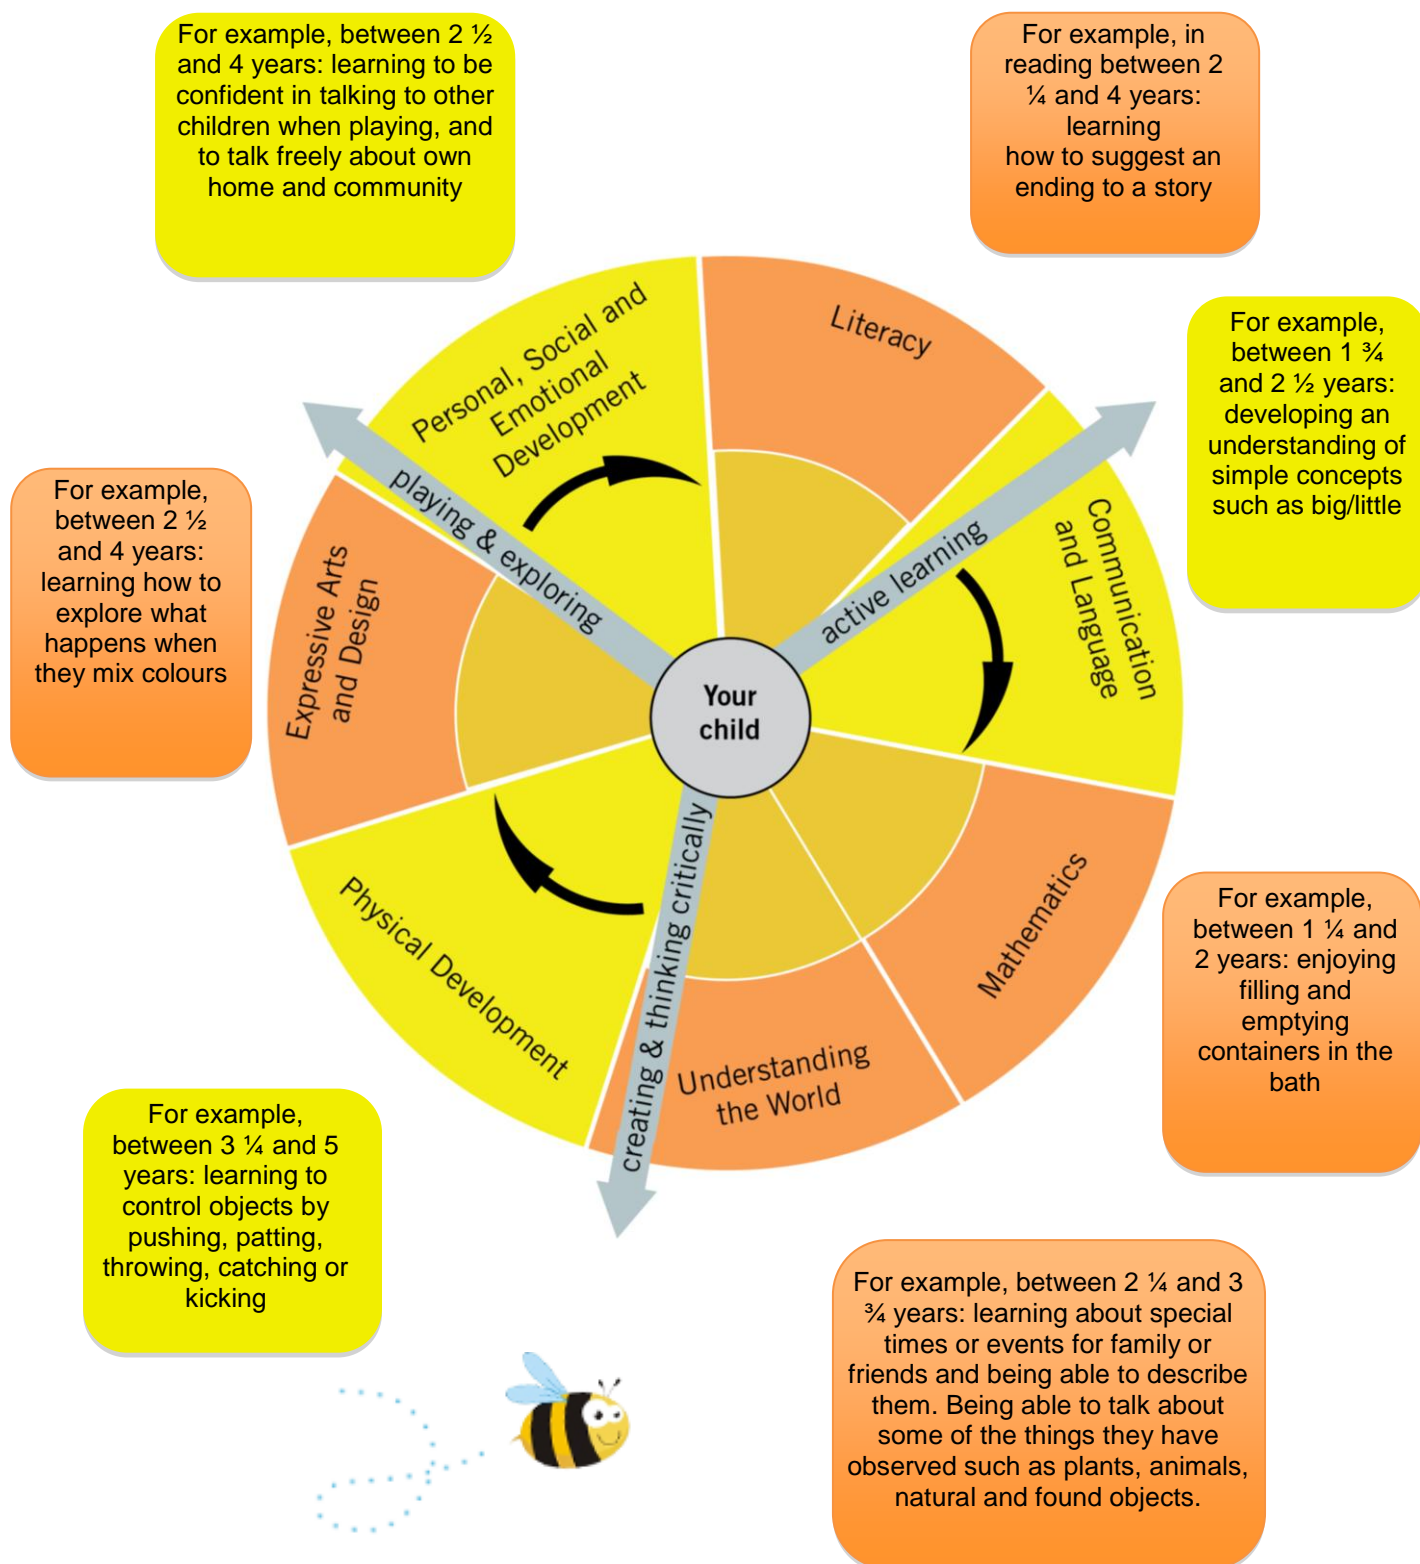 For example, between 2 ½
and 4 years: learning to be
confident in talking to other
children when playing, and
to talk freely about own
home and community
For example, in
reading between 2
¼ and 4 years:
learning
how to suggest an
ending to a story
For example,
between 1 ¾
and 2 ½ years:
developing an
understanding of
simple concepts
such as big/little
For example,
between 2 ½
and 4 years:
learning how to
explore what
happens when
they mix colours
Personal, Social and
Emotional
Development
Literacy
Communication
and Language
Expressive Arts
and Design
playing & exploring
active learning
Your
child
creating & thinking critically
Physical Development
Mathematics
Understanding
the World
For example,
between 1 ¼ and
2 years: enjoying
filling and
emptying
containers in the
bath
For example,
between 3 ¼ and 5
years: learning to
control objects by
pushing, patting,
throwing, catching or
kicking
For example, between 2 ¼ and 3
¾ years: learning about special
times or events for family or
friends and being able to describe
them. Being able to talk about
some of the things they have
observed such as plants, animals,
natural and found objects.